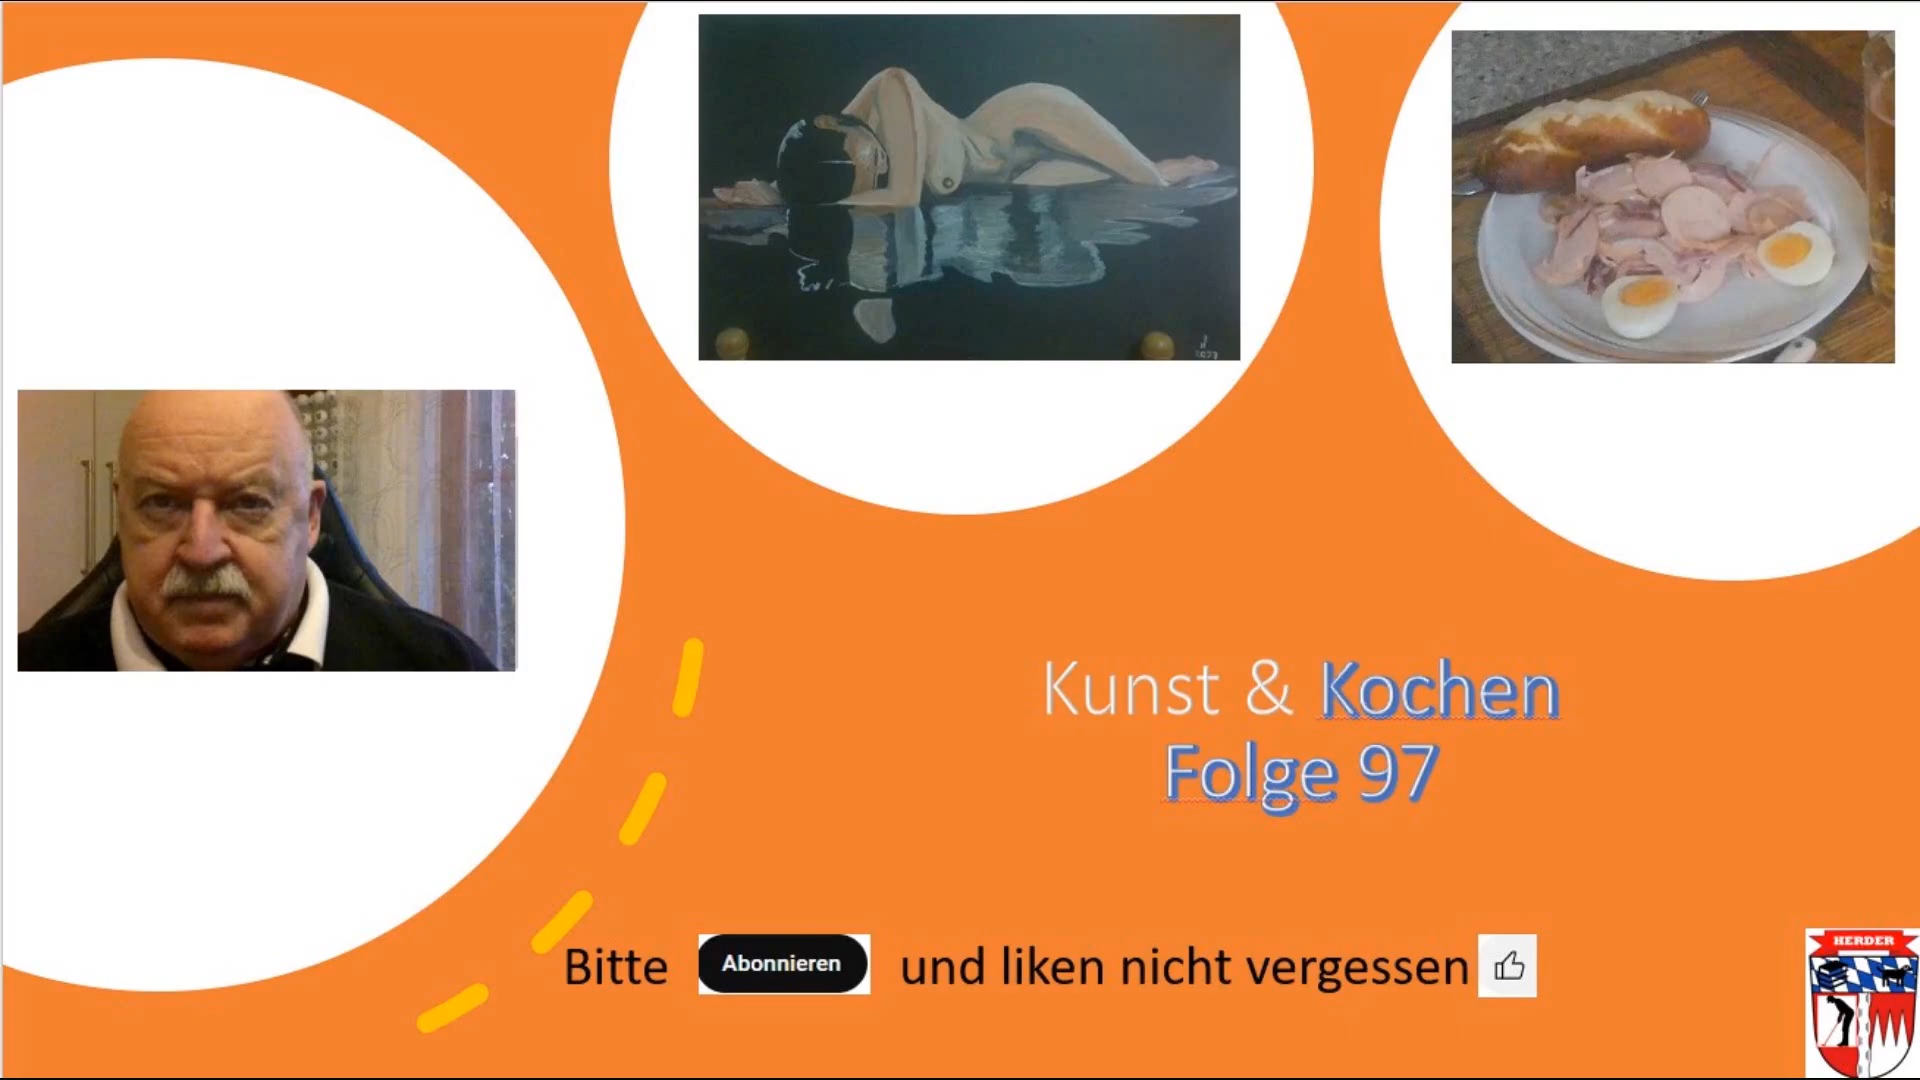 Kunst & Kochen
Folge 97
Bitte Abonnieren und liken nicht vergessen
HERDER